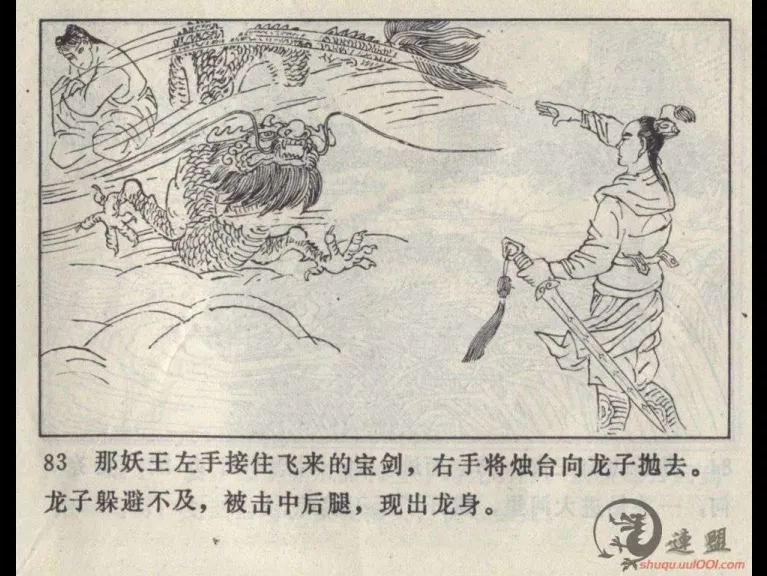 83 那妖王左手接住飞来的宝剑，右手将烛台向龙子抛去。
龙子躲避不及，被击中后腿，现出龙身。
連盟
shuqu.uu1001.com